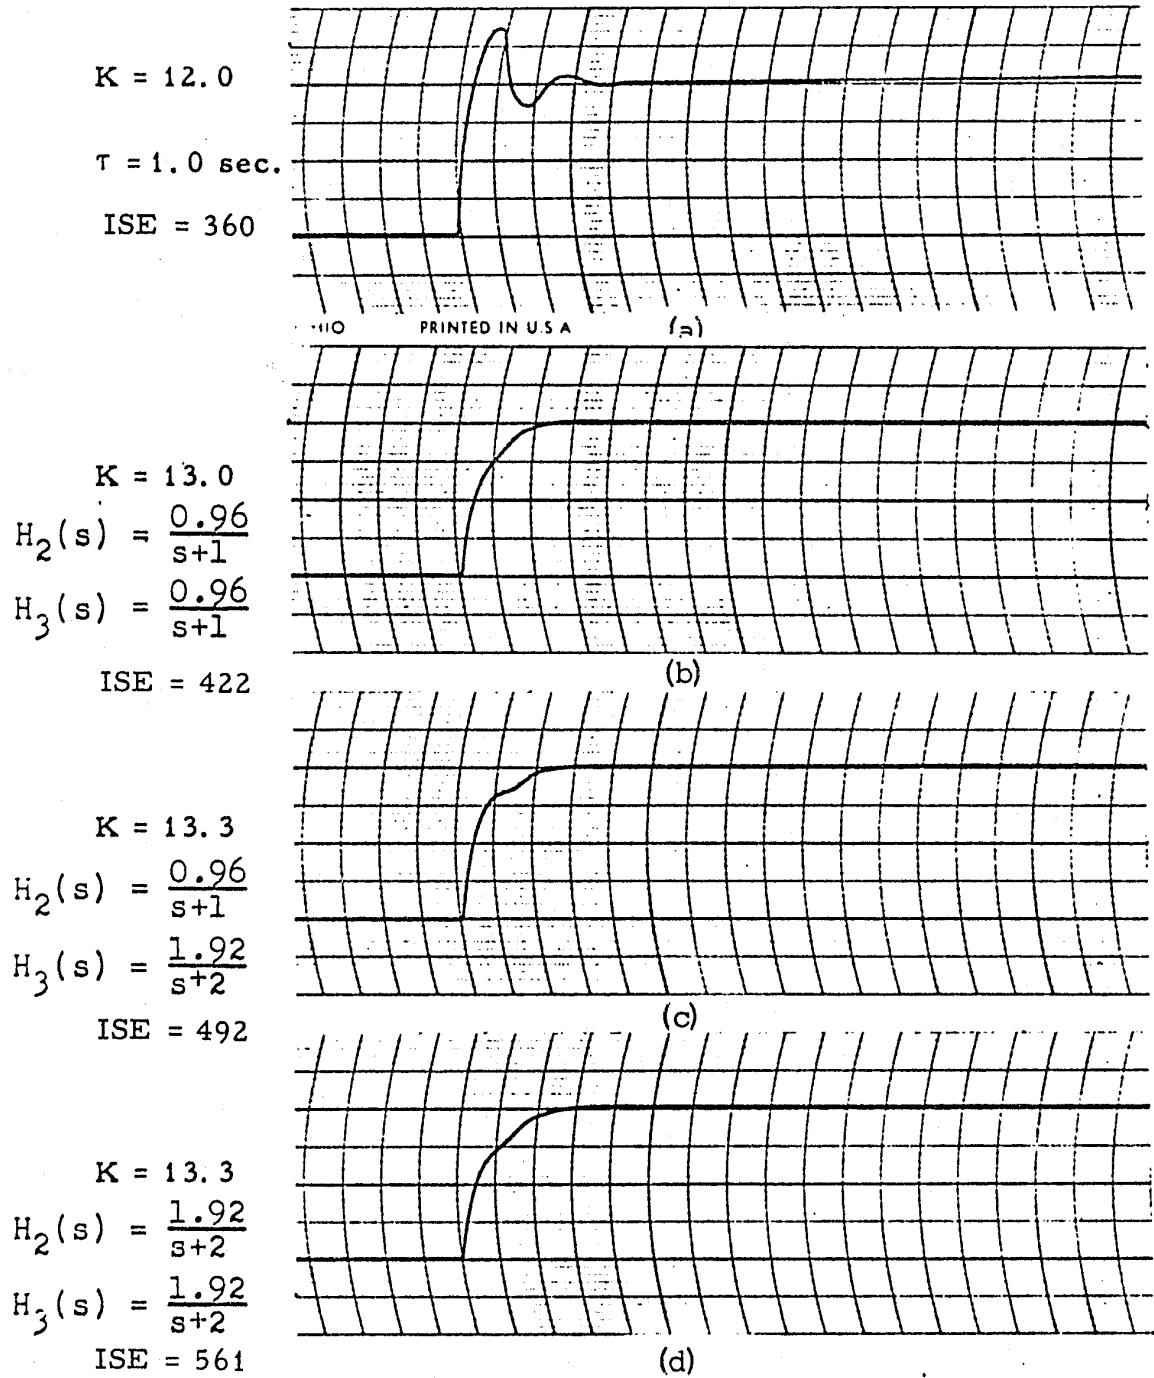 K = 12.0
τ = 1.0 sec.
ISE = 360
PRINTED IN U.S A
(a)
K = 13.0
H₂(s) = 0.96/s+1
H₃(s) = 0.96/s+1
ISE = 422
(b)
K = 13.3
H₂(s) = 0.96/s+1
H₃(s) = 1.92/s+2
ISE = 492
(c)
K = 13.3
H₂(s) = 1.92/s+2
H₃(s) = 1.92/s+2
ISE = 561
(d)